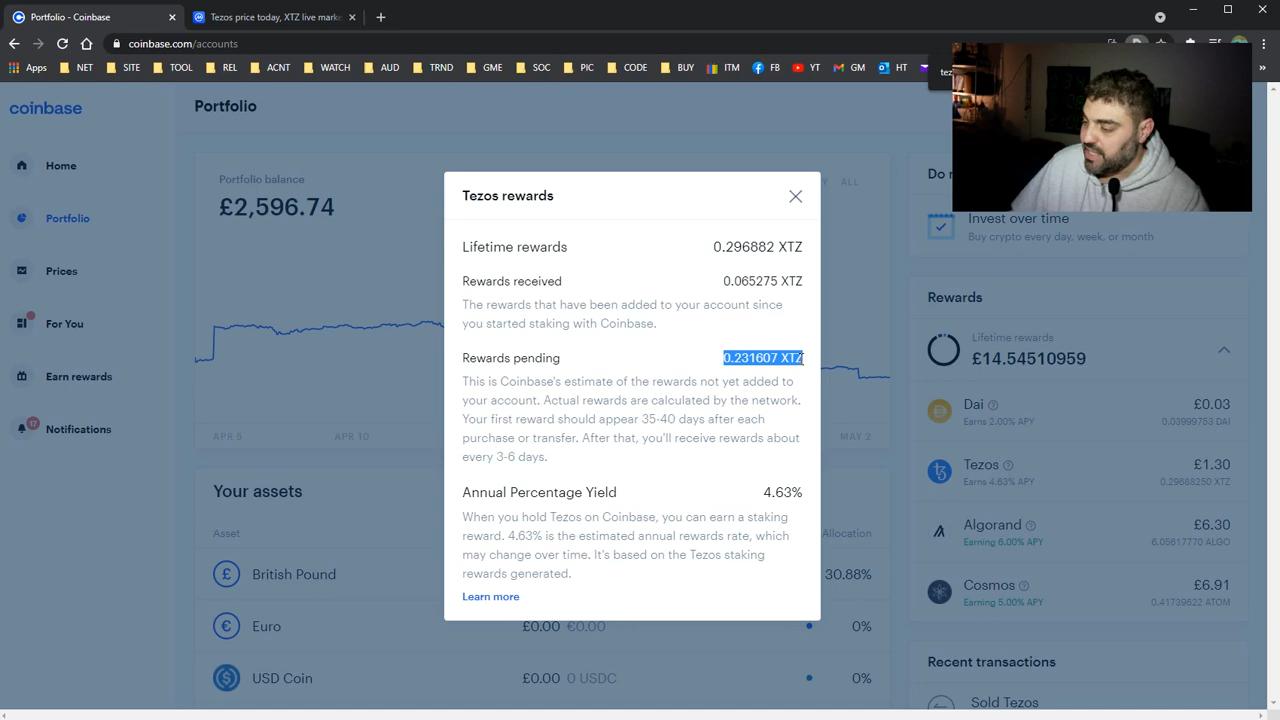 Portfolio - Coinbase
Tezos price today, XTZ live marke
coinbase.com/accounts
Apps NET SITE TOOL REL CNT WATCH AUD TRND GME SOC PIC CODE BUY ITM FB YT GM HT
tez
coinbase
Home
Portfolio
Prices
For You
Earn rewards
Notifications
17
Portfolio
Portfolio balance
£2,596.74
Y ALL
APR 5 APR 10 MAY 2
Your assets
Asset
Allocation
British Pound
30.88%
Euro
£0.00 €0.00
0%
USD Coin
£0.00 0 USDC
0%
Tezos rewards
Lifetime rewards 0.296882 XTZ
Rewards received 0.065275 XTZ
The rewards that have been added to your account since
you started staking with Coinbase.
Rewards pending 0.231607 XTZ
This is Coinbase's estimate of the rewards not yet added to
your account. Actual rewards are calculated by the network.
Your first reward should appear 35-40 days after each
purchase or transfer. After that, you'll receive rewards about
every 3-6 days.
Annual Percentage Yield 4.63%
When you hold Tezos on Coinbase, you can earn a staking
reward. 4.63% is the estimated annual rewards rate, which
may change over time. It's based on the Tezos staking
rewards generated.
Learn more
Do m
Invest over time
Buy crypto every day, week, or month
Rewards
Lifetime rewards
£14.54510959
Dai £0.03
Earns 2.00% APY 0.03999753 DAI
Tezos £1.30
Earns 4.63% APY 0.29688250 XTZ
Algorand £6.30
Earning 6.00% APY 6.05617770 ALGO
Cosmos £6.91
Earning 5.00% APY 0.41739622 ATOM
Recent transactions
Sold Tezos